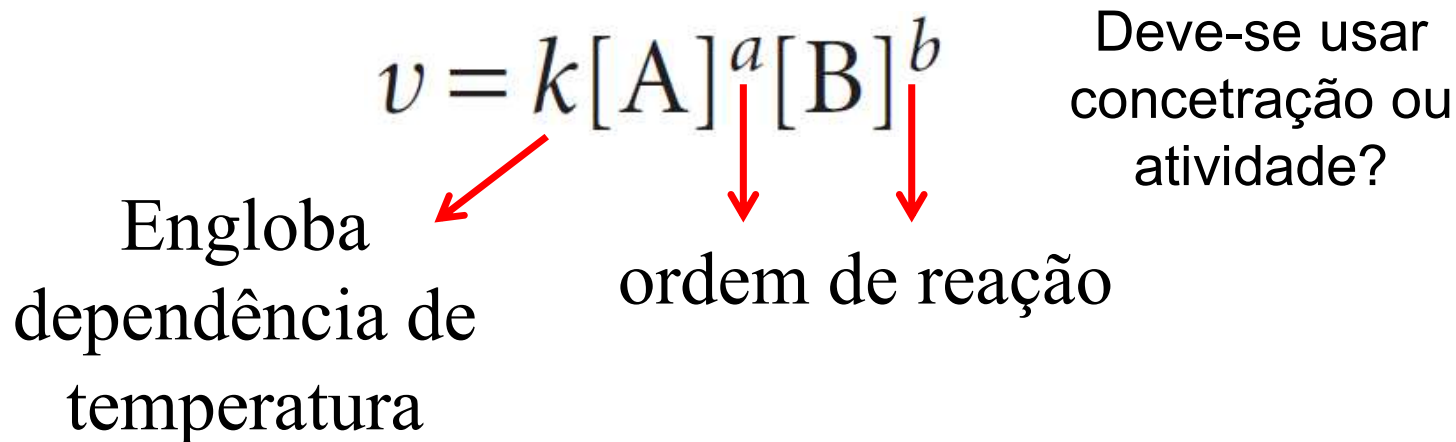 υ = k[A]ᵃ[B]ᵇ
Deve-se usar
concetração ou
atividade?
Engloba
dependência de
temperatura
ordem de reação